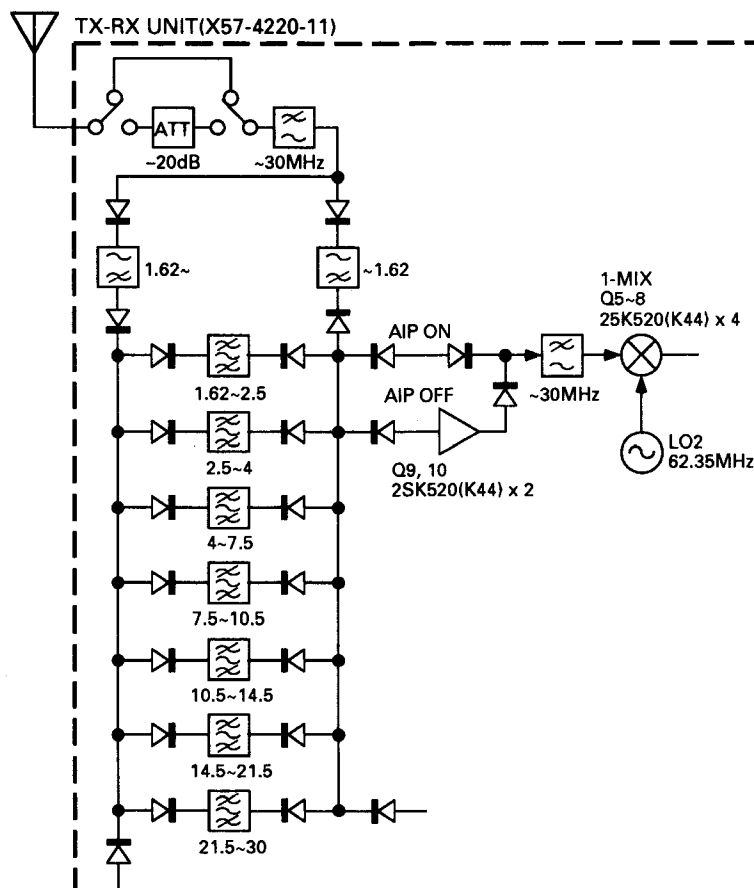 TX-RX UNIT(X57-4220-11)
ATT
~20dB
~30MHz
1.62~
~1.62
1-MIX
Q5~8
25K520(K44) x 4
AIP ON
1.62~2.5
AIP OFF
~30MHz
LO2
62.35MHz
2.5~4
Q9, 10
2SK520(K44) x 2
4~7.5
7.5~10.5
10.5~14.5
14.5~21.5
21.5~30